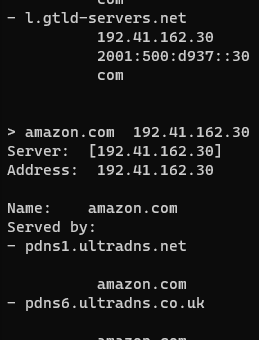 com
- l.gtld-servers.net
192.41.162.30
2001:500:d937::30
com
> amazon.com  192.41.162.30
Server:  [192.41.162.30]
Address:  192.41.162.30
Name:    amazon.com
Served by:
- pdns1.ultradns.net
amazon.com
- pdns6.ultradns.co.uk
amazon.com